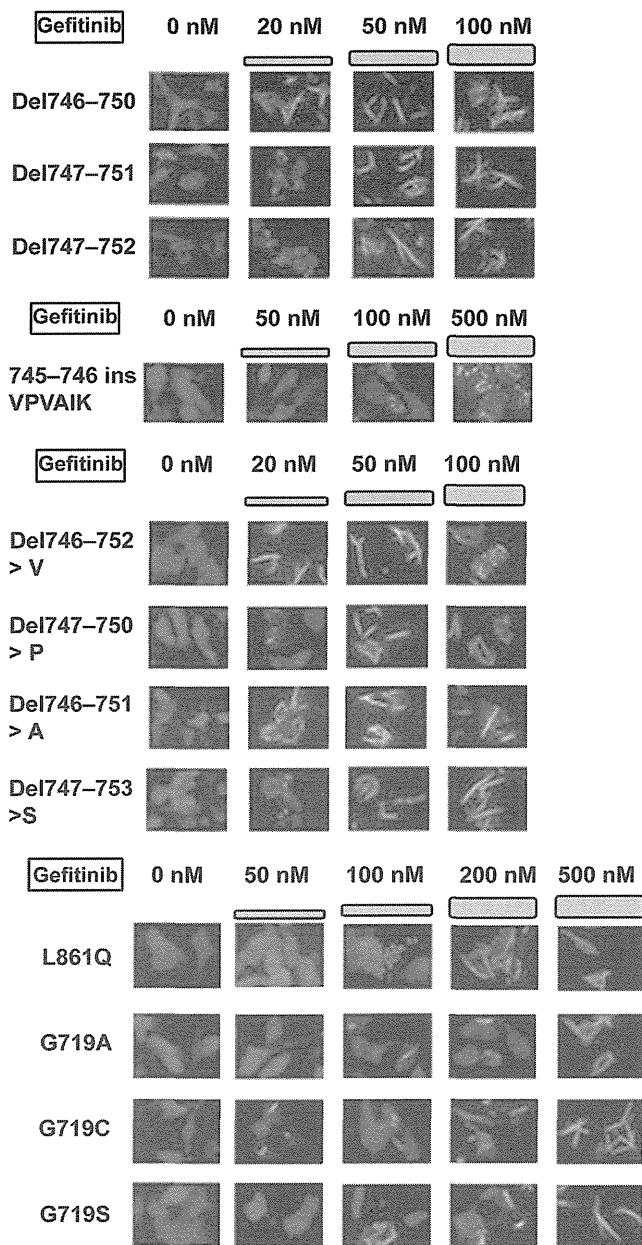 Gefitinib 0 nM 20 nM 50 nM 100 nM
Del746–750
Del747–751
Del747–752
Gefitinib 0 nM 50 nM 100 nM 500 nM
745–746 ins
VPVAIK
Gefitinib 0 nM 20 nM 50 nM 100 nM
Del746–752
> V
Del747–750
> P
Del746–751
> A
Del747–753
>S
Gefitinib 0 nM 50 nM 100 nM 200 nM 500 nM
L861Q
G719A
G719C
G719S